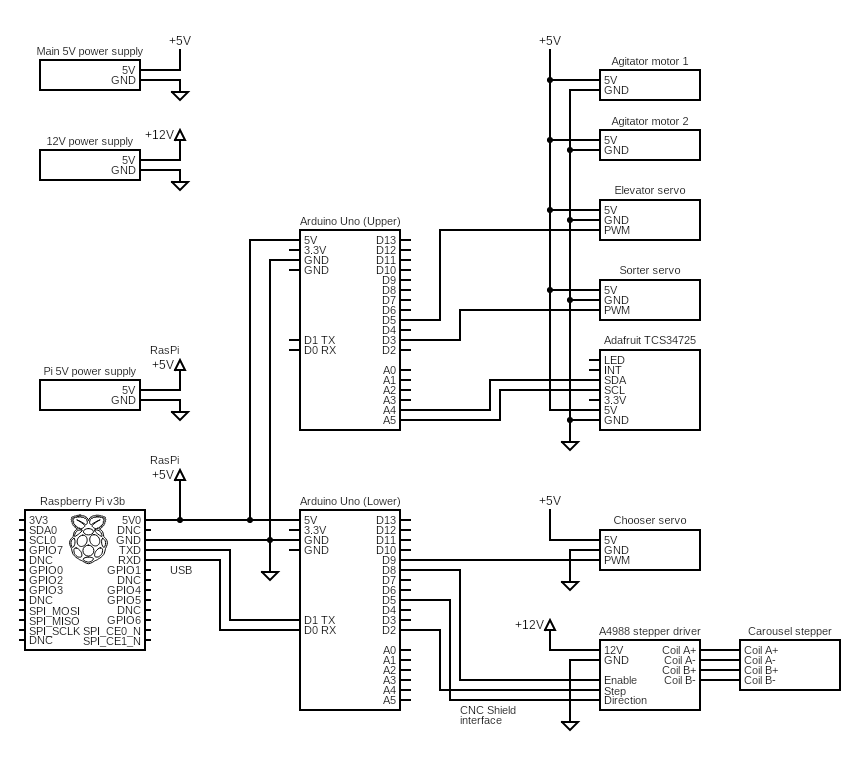 +5V
Main 5V power supply
5V
GND
+12V
12V power supply
5V
GND
+5V
Agitator motor 1
5V
GND
Agitator motor 2
5V
GND
Elevator servo
5V
GND
PWM
Sorter servo
5V
GND
PWM
Adafruit TCS34725
LED
INT
SDA
SCL
3.3V
5V
GND
Arduino Uno (Upper)
5V
3.3V
GND
GND
D1 TX
D0 RX
D13
D12
D11
D10
D9
D8
D7
D6
D5
D4
D3
D2
A0
A1
A2
A3
A4
A5
RasPi
+5V
Pi 5V power supply
5V
GND
RasPi
+5V
Raspberry Pi v3b
3V3
SDA0
SCL0
GPIO7
DNC
GPIO0
GPIO2
GPIO3
DNC
SPI_MOSI
SPI_MISO
SPI_SCLK
DNC
5V0
DNC
GND
TXD
RXD
GPIO1
DNC
GPIO4
GPIO5
DNC
GPIO6
SPI_CE0_N
SPI_CE1_N
USB
Arduino Uno (Lower)
5V
3.3V
GND
GND
D1 TX
D0 RX
D13
D12
D11
D10
D9
D8
D7
D6
D5
D4
D3
D2
A0
A1
A2
A3
A4
A5
+5V
Chooser servo
5V
GND
PWM
+12V
A4988 stepper driver
12V
GND
Enable
Step
Direction
Coil A+
Coil A-
Coil B+
Coil B-
Carousel stepper
Coil A+
Coil A-
Coil B+
Coil B-
CNC Shield
interface